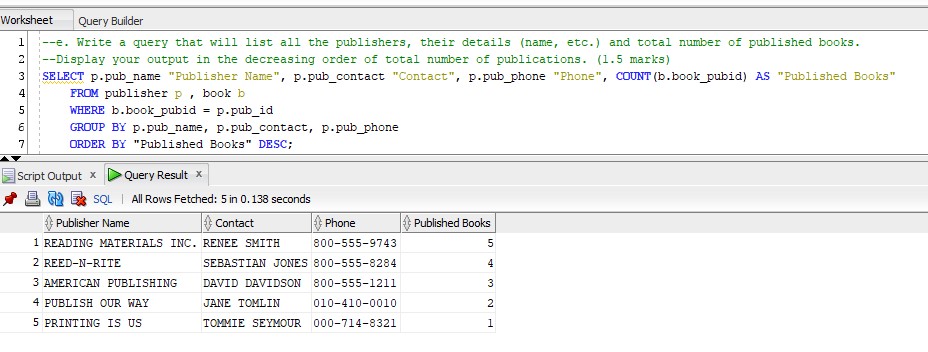 Worksheet Query Builder
1 --e. Write a query that will list all the publishers, their details (name, etc.) and total number of published books.
2 --Display your output in the decreasing order of total number of publications. (1.5 marks)
3 SELECT p.pub_name "Publisher Name", p.pub_contact "Contact", p.pub_phone "Phone", COUNT(b.book_pubid) AS "Published Books"
4 FROM publisher p , book b
5 WHERE b.book_pubid = p.pub_id
6 GROUP BY p.pub_name, p.pub_contact, p.pub_phone
7 ORDER BY "Published Books" DESC;
Script Output x Query Result x
SQL | All Rows Fetched: 5 in 0.138 seconds
Publisher Name Contact Phone Published Books
1 READING MATERIALS INC. RENEE SMITH 800-555-9743 5
2 REED-N-RITE SEBASTIAN JONES 800-555-8284 4
3 AMERICAN PUBLISHING DAVID DAVIDSON 800-555-1211 3
4 PUBLISH OUR WAY JANE TOMLIN 010-410-0010 2
5 PRINTING IS US TOMMIE SEYMOUR 000-714-8321 1